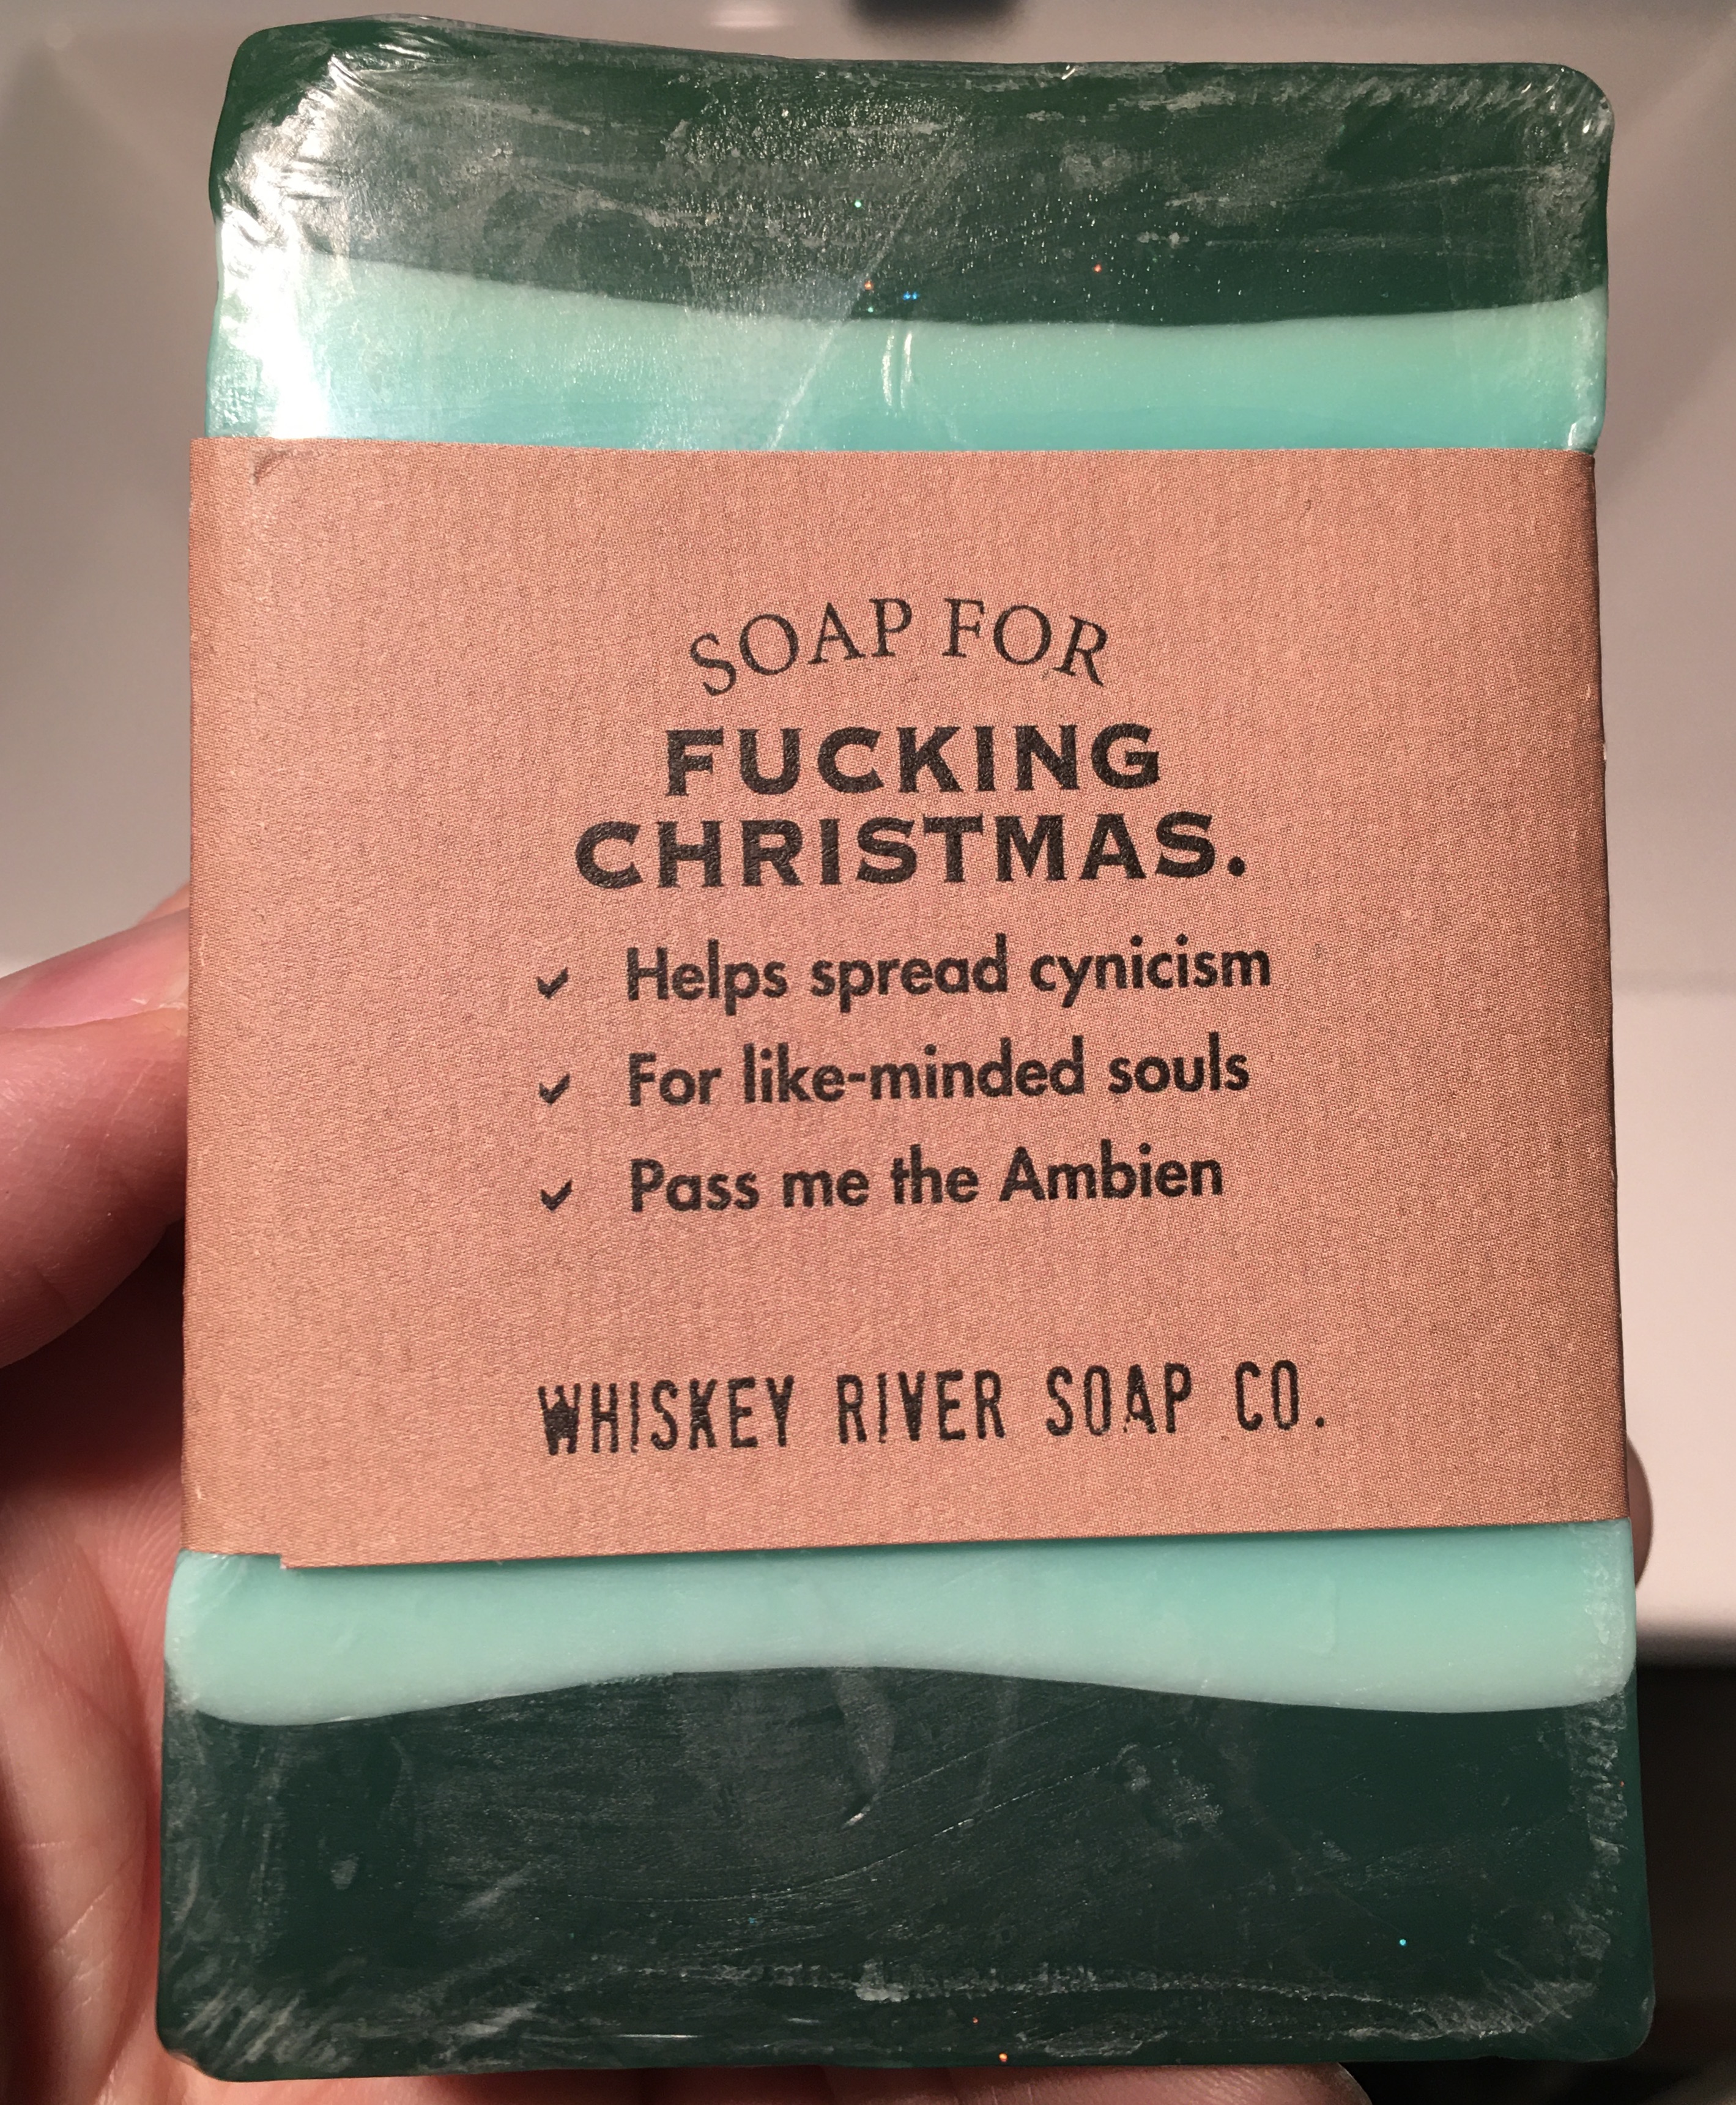 SOAP FOR
FUCKING
CHRISTMAS.
✓ Helps spread cynicism
✓ For like-minded souls
✓ Pass me the Ambien
WHISKEY RIVER SOAP CO.